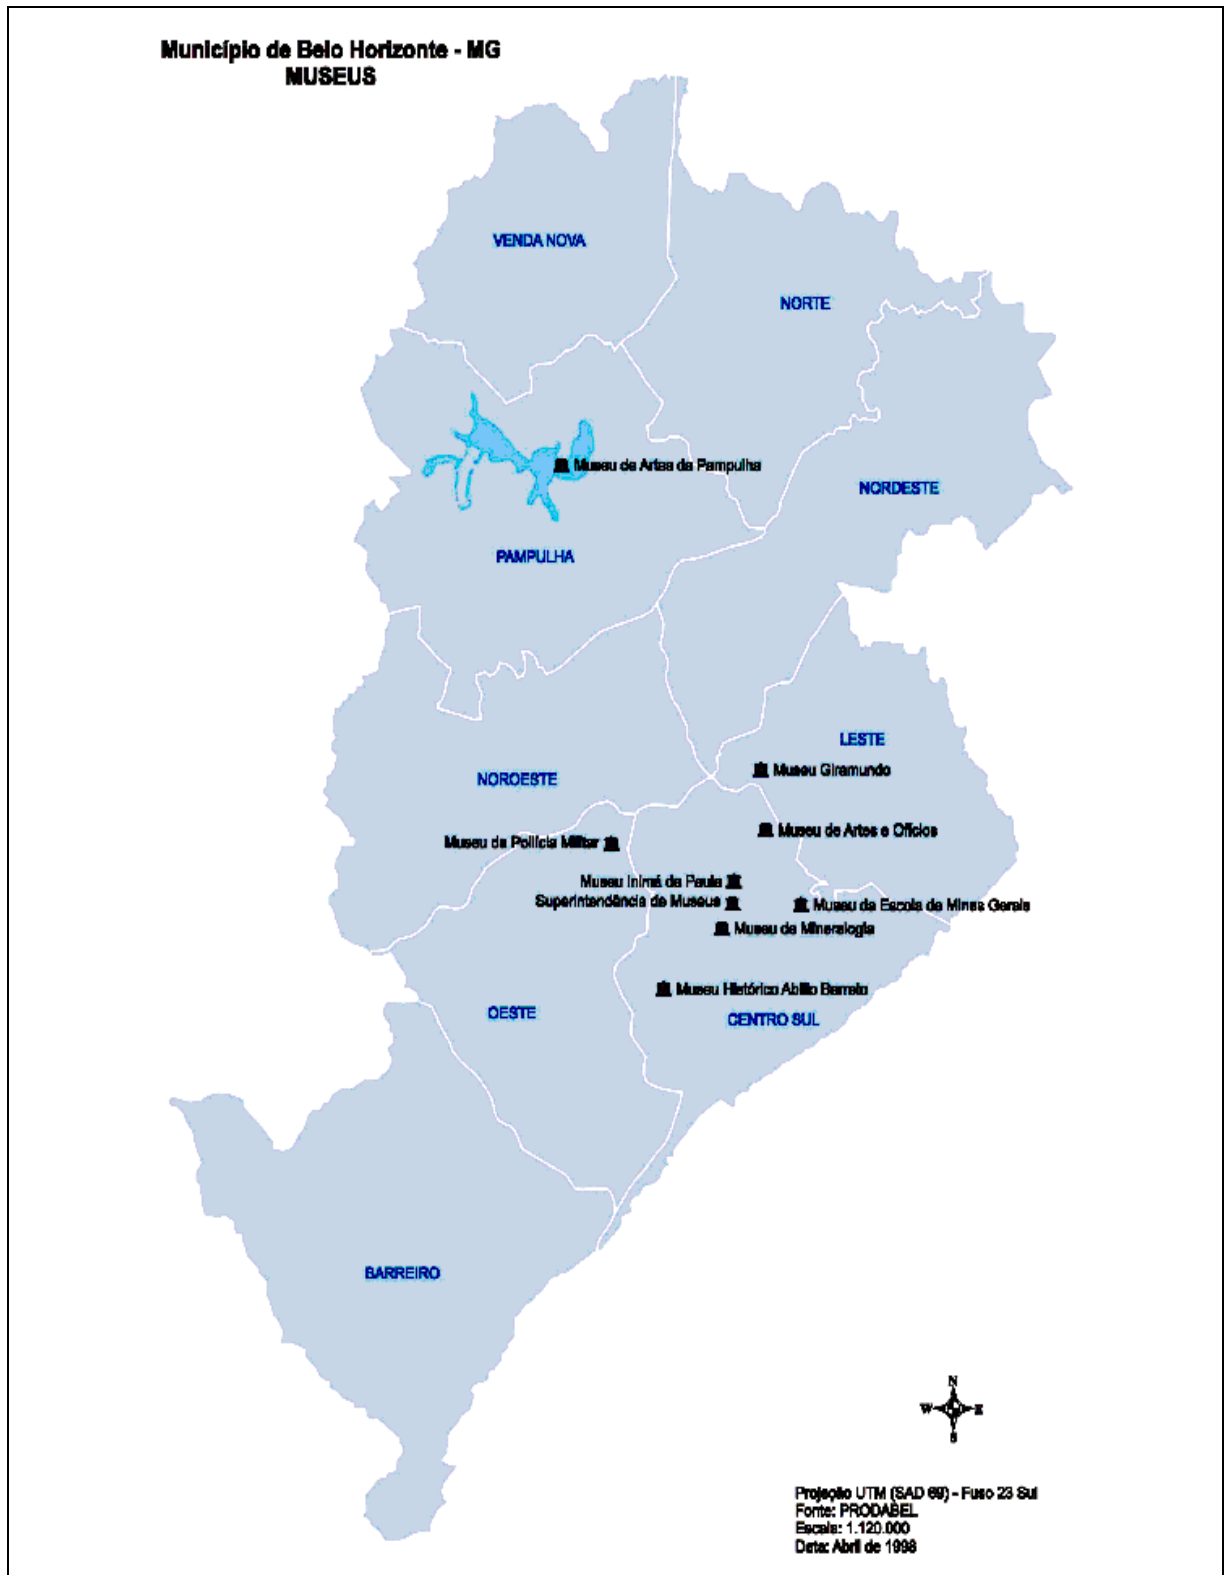 Município de Belo Horizonte - MG
MUSEUS
VENDA NOVA
NORTE
Museu de Artes da Pampulha
NORDESTE
PAMPULHA
LESTE
Museu Giramundo
NOROESTE
Museu de Artes e Ofícios
Museu da Polílcia Militar
Museu Inimá de Paula
Superintendência de Museus
Museu da Escola de Minas Gerais
Museu de Mineralogia
Museu Histórico Abílio Barreto
OESTE
CENTRO SUL
BARREIRO
N
W E
S
Projeção UTM (SAD 69) - Fuso 23 Sul
Fonte: PRODABEL
Escala: 1.120.000
Data: Abril de 1998